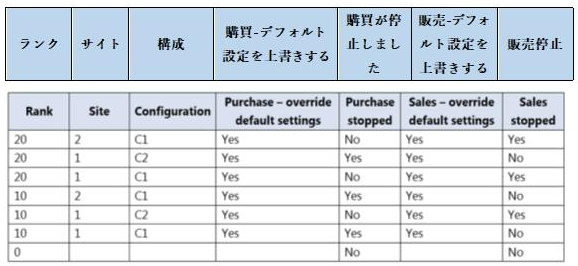 ランク サイト 構成 購買-デフォルト設定を上書きする 購買が停止しました 販売-デフォルト設定を上書きする 販売停止
Rank Site Configuration Purchase – override default settings Purchase stopped Sales – override default settings Sales stopped
20 2 C1 Yes No Yes Yes
20 1 C2 Yes Yes Yes No
20 1 C1 Yes No Yes Yes
10 2 C1 Yes Yes Yes No
10 1 C2 Yes No Yes Yes
10 1 C1 Yes Yes Yes No
0 No No